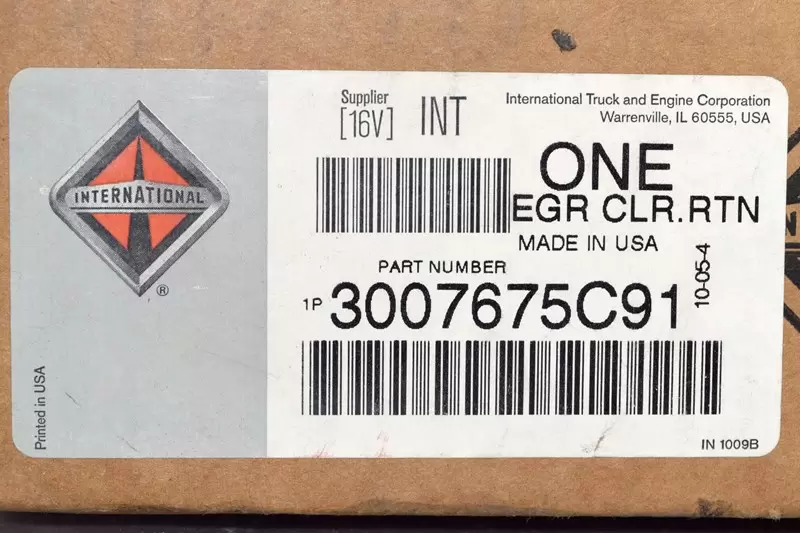 INTERNATIONAL
®
Printed in USA
Supplier
[16V] INT
International Truck and Engine Corporation
Warrenville, IL 60555, USA
ONE
EGR CLR.RTN
MADE IN USA
PART NUMBER
1P 3007675C91
10-05-4
IN 1009B